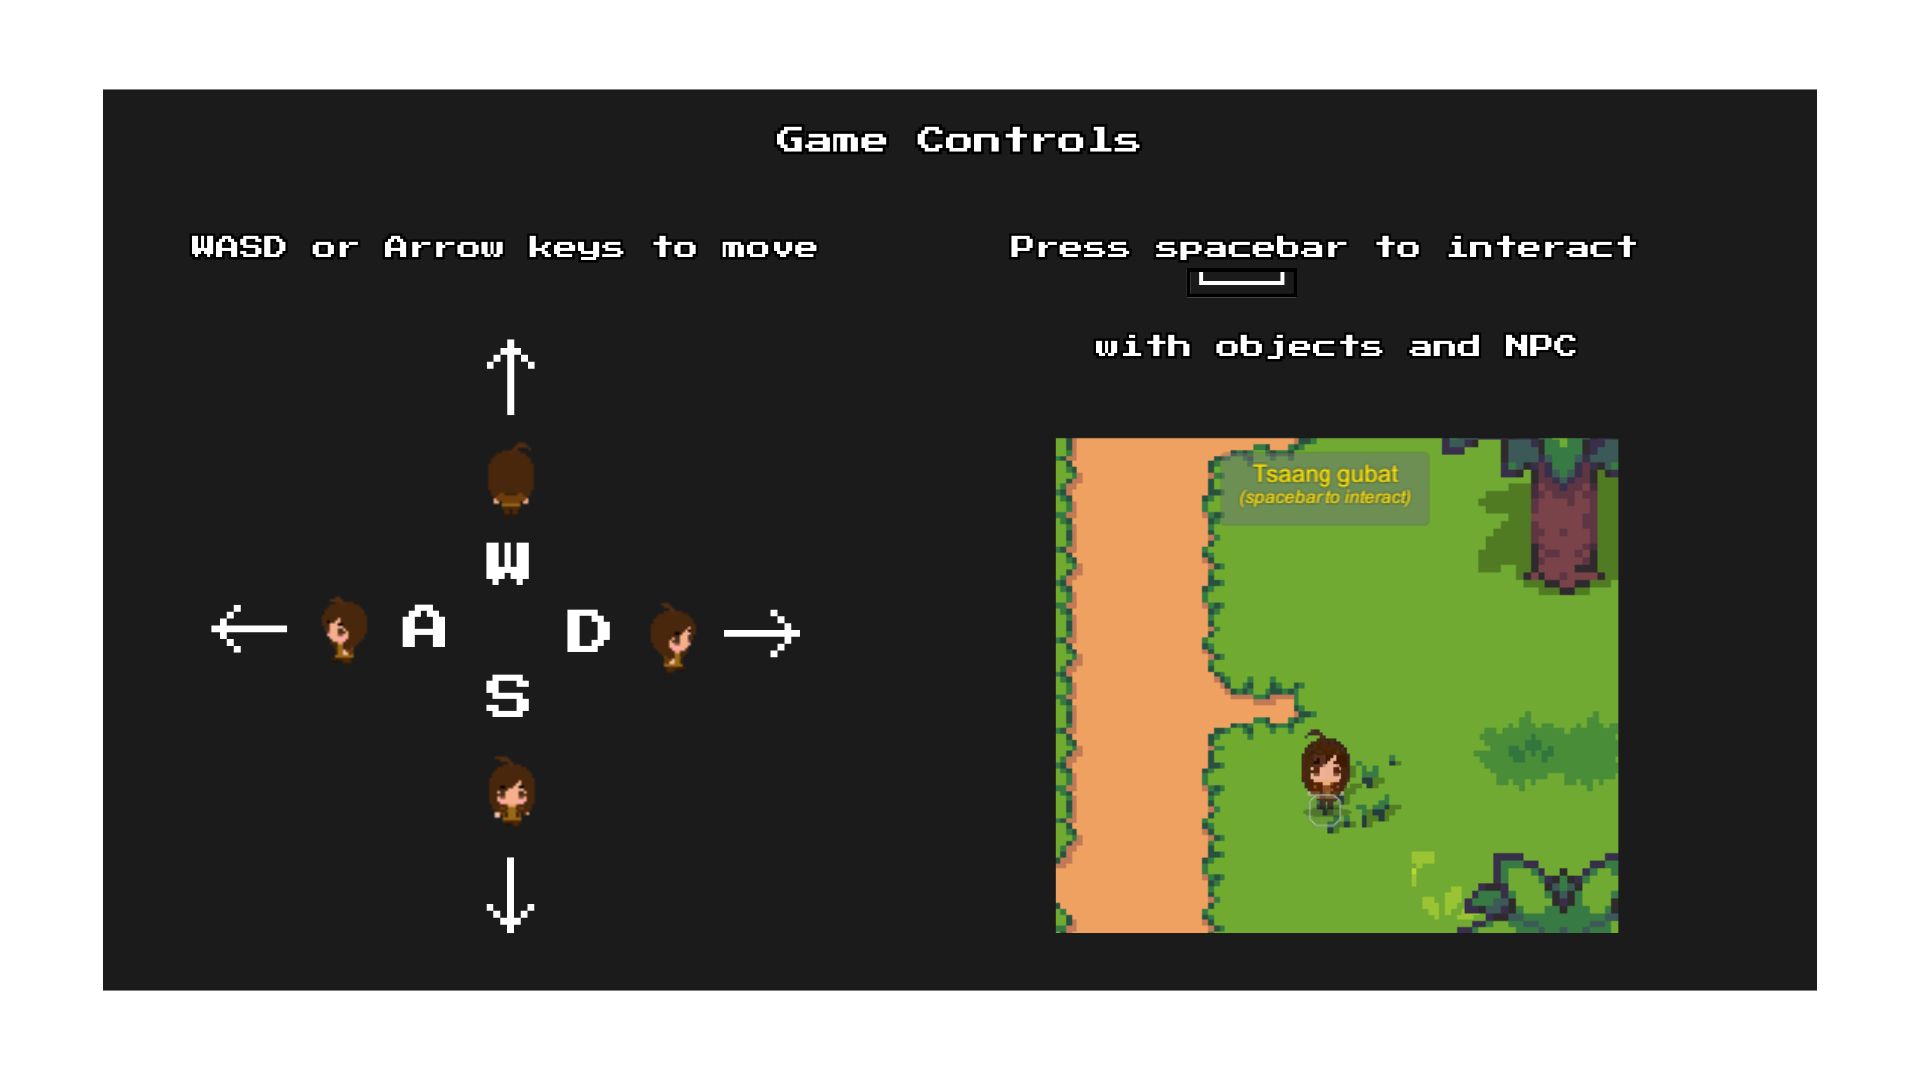 Game Controls
WASD or Arrow keys to move
Press spacebar to interact
with objects and NPC
Tsaang gubat
(spacebar to interact)
W
A
D
S